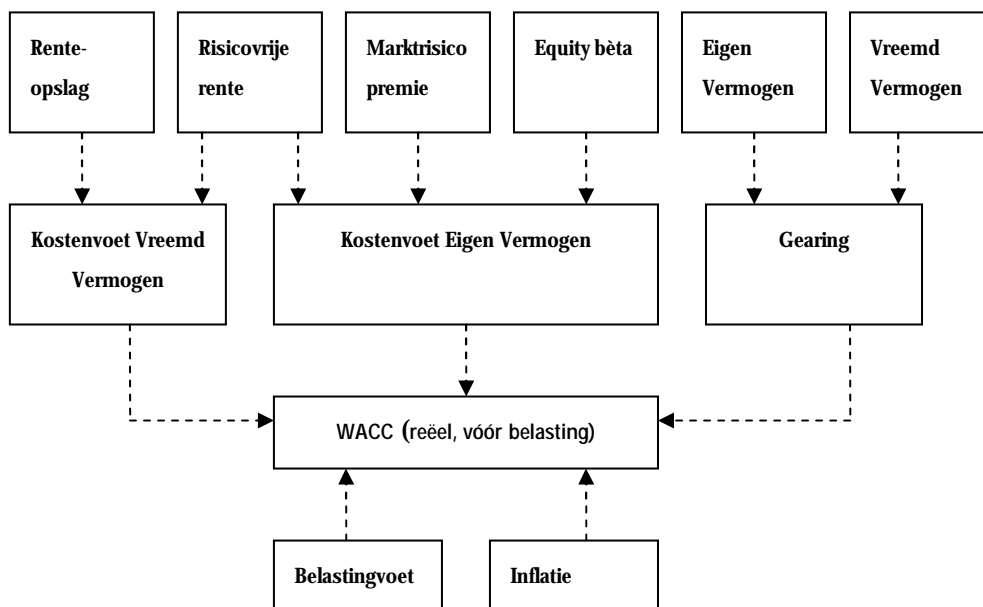 Rente-
opslag
Risicovrije
rente
Marktrisico
premie
Equity bèta
Eigen
Vermogen
Vreemd
Vermogen
Kostenvoet Vreemd
Vermogen
Kostenvoet Eigen Vermogen
Gearing
WACC (reëel, vóór belasting)
Belastingvoet
Inflatie